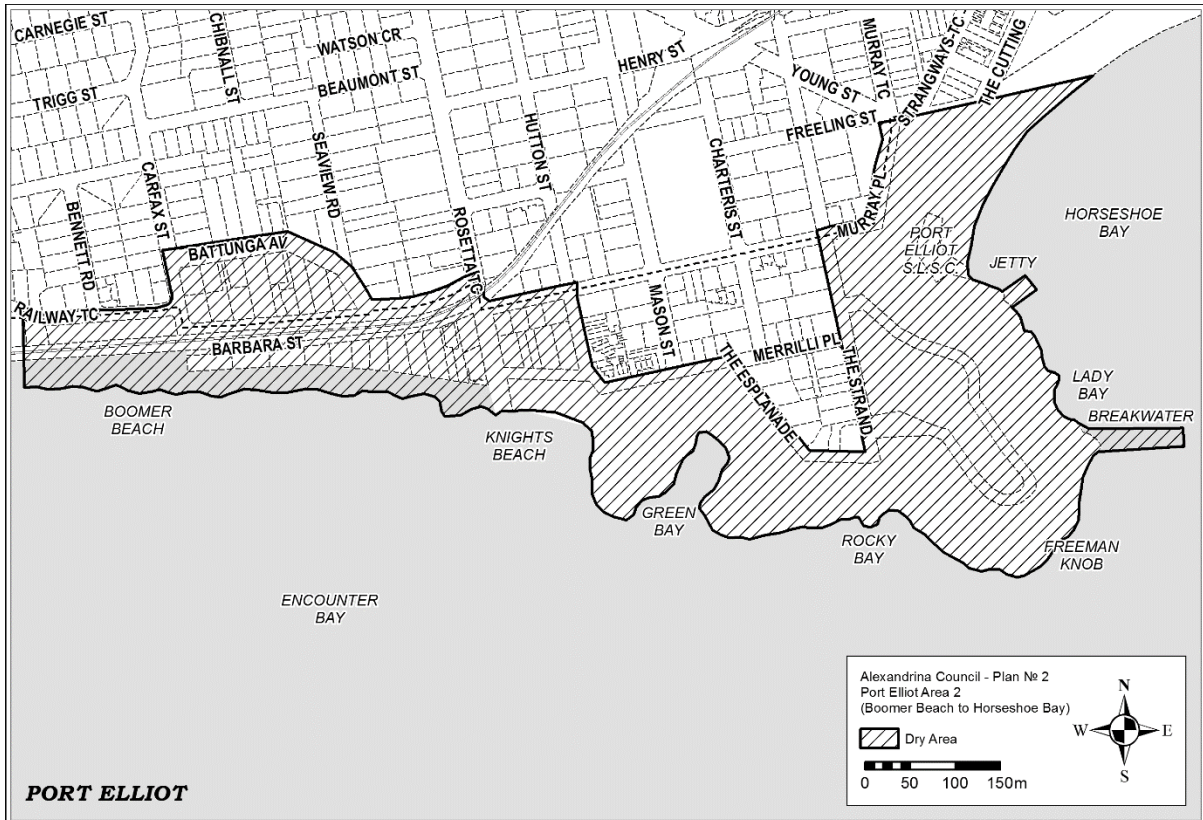 CARNEGIE ST
CHIBNALL ST
WATSON CR
BEAUMONT ST
TRIGG ST
HENRY ST
MURRAY TC
STRANGWAYS TC
THE CUTTING
YOUNG ST
FREELING ST
HUTTON ST
SEAVIEW RD
CARFAX ST
BENNETT RD
ROSETTA TC
CHARTERIS ST
MURRAY PL
BATTUNGA AV
HORSESHOE
BAY
PORT
ELLIOT
S.L.S.C.
JETTY
RAILWAY TC
BARBARA ST
MASON ST
MERRILLI PL
THE ESPLANADE
THE STRAND
LADY
BAY
BREAKWATER
BOOMER
BEACH
KNIGHTS
BEACH
GREEN
BAY
ROCKY
BAY
FREEMAN
KNOB
ENCOUNTER
BAY
Alexandrina Council - Plan № 2
Port Elliot Area 2
(Boomer Beach to Horseshoe Bay)
Dry Area
0 50 100 150m
N
W E
S
PORT ELLIOT